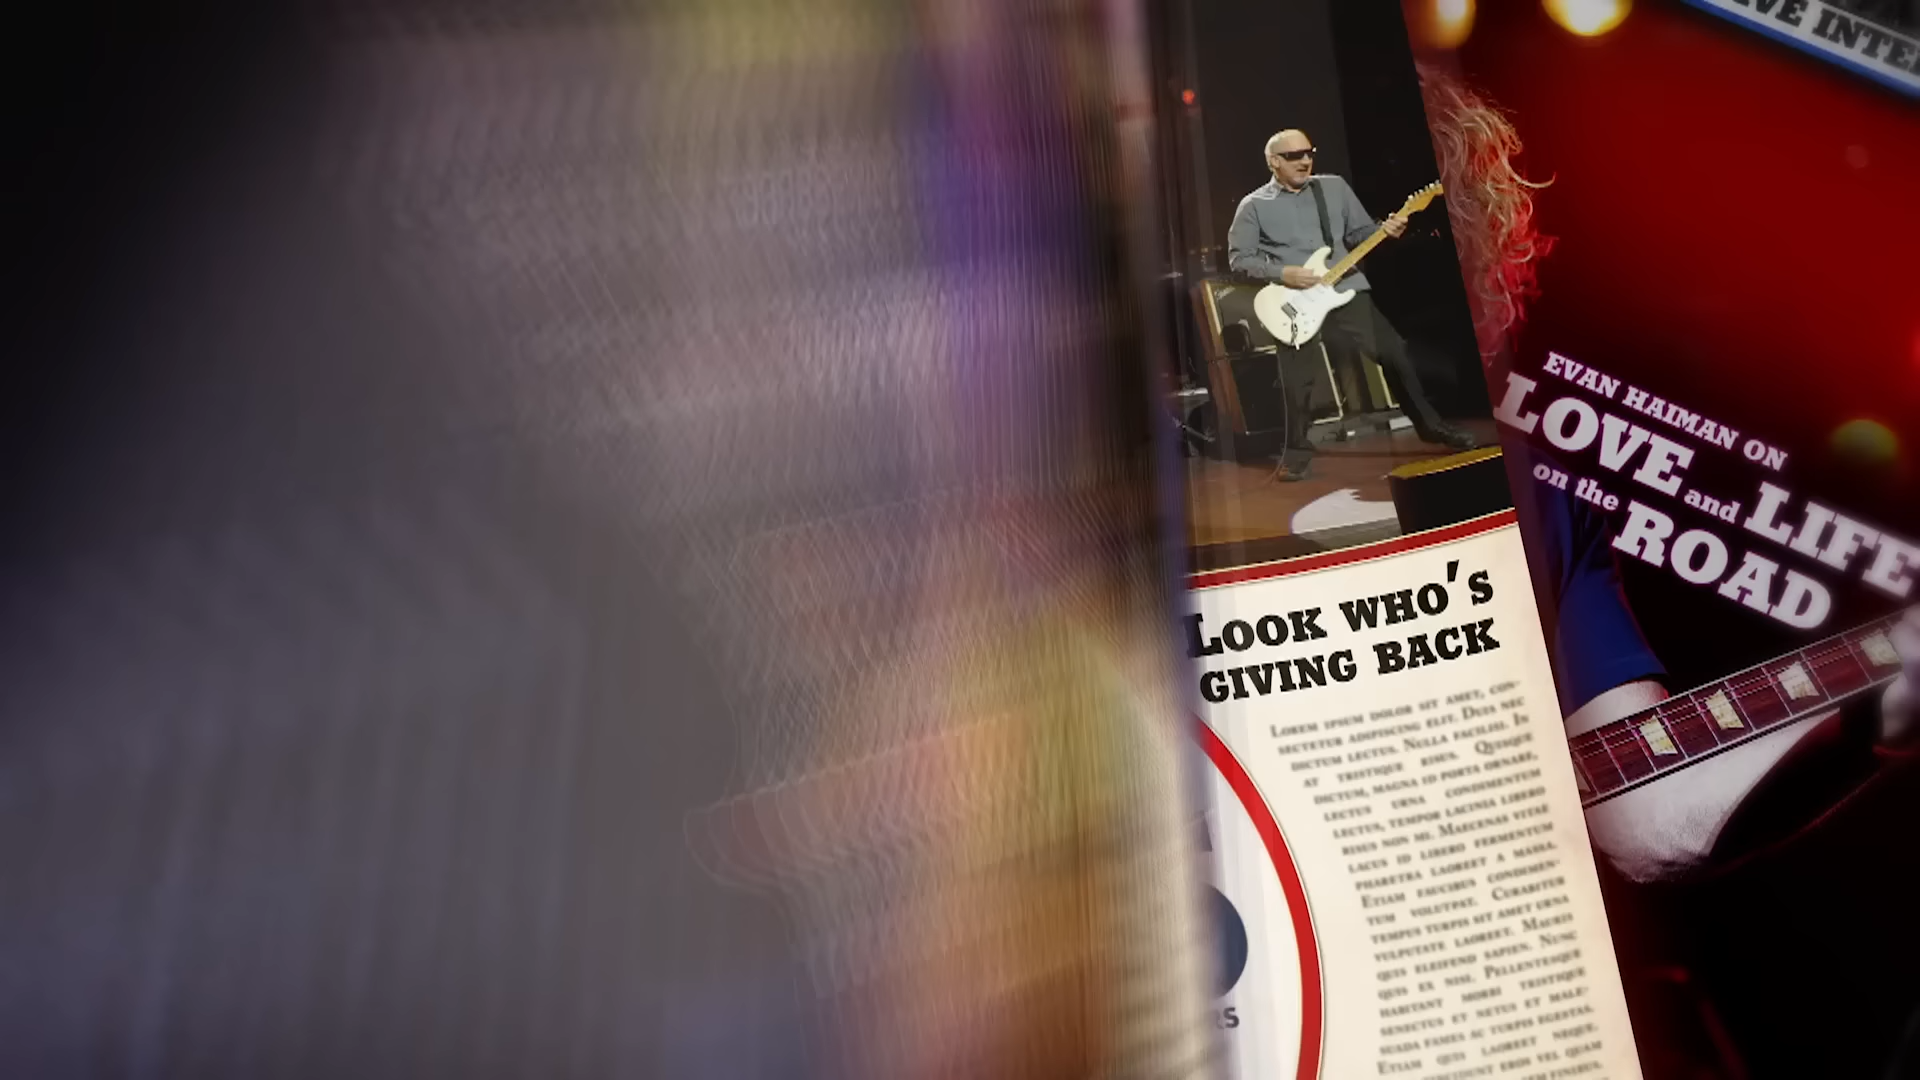 LOOK WHO'S
GIVING BACK
LOREM IPSUM DOLOR SIT AMET, CON-
SECTETUR ADIPISCING ELIT. DUIS NEC
DICTUM LECTUS. NULLA FACILISI. IN
AT TRISTIQUE RISUS. QUISQUE
DICTUM, MAGNA ID PORTA ORNARE,
LECTUS URNA CONDIMENTUM
LECTUS, TEMPOR LACINIA LIBERO
RISUS NON MI. MAECENAS VITAE
LACUS ID LIBERO FERMENTUM
PHARETRA LAOREET A MASSA.
ETIAM FAUCIBUS CONDIMEN-
TUM VOLUTPAT. CURABITUR
TEMPUS TURPIS SIT AMET URNA
VULPUTATE LAOREET. MAURIS
QUIS ELEIFEND SAPIEN. NUNC
QUIS EX NISI. PELLENTESQUE
HABITANT MORBI TRISTIQUE
SENECTUS ET NETUS ET MALE-
SUADA FAMES AC TURPIS EGESTAS.
ETIAM QUIS LAOREET NEQUE.
EROS VEL QUAM
EVAN HAIMAN ON
LOVE and LIFE
on the ROAD